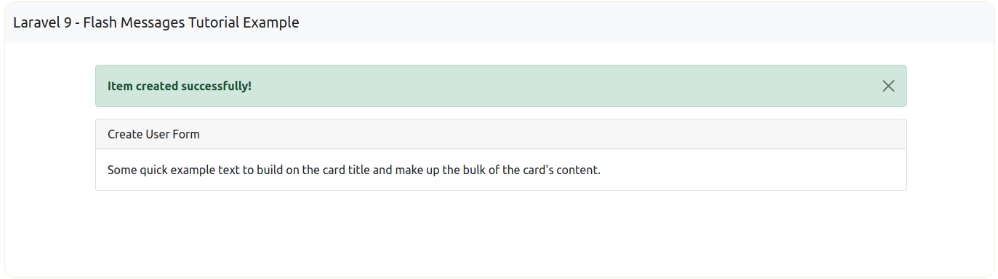 Laravel 9 - Flash Messages Tutorial Example
Item created successfully!
Create User Form
Some quick example text to build on the card title and make up the bulk of the card's content.